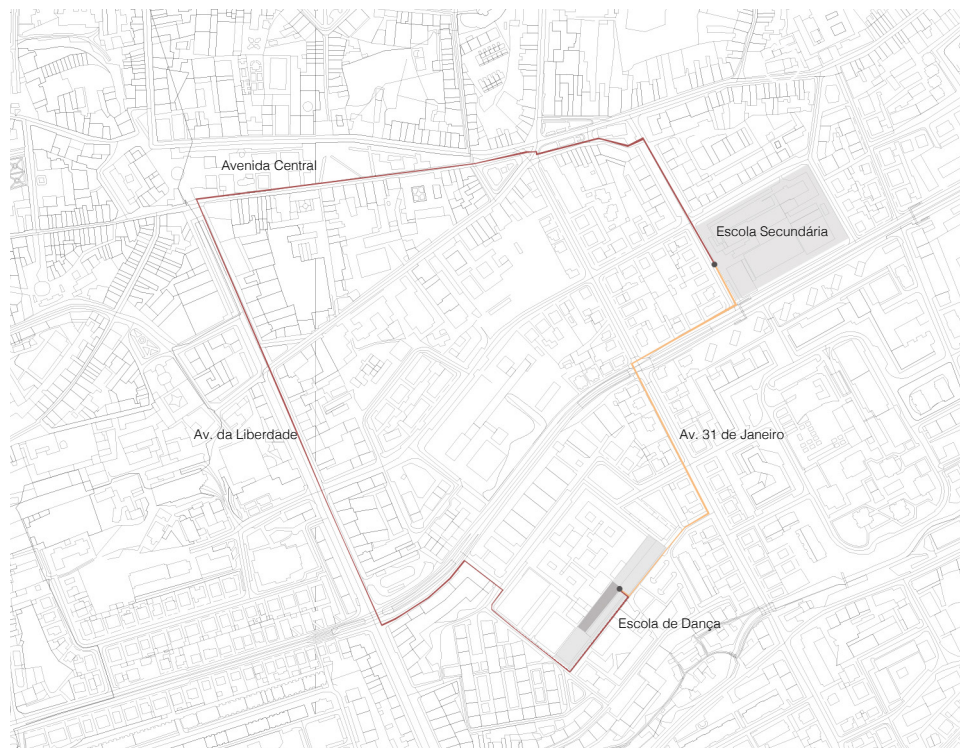 Avenida Central
Escola Secundária
Av. da Liberdade
Av. 31 de Janeiro
Escola de Dança